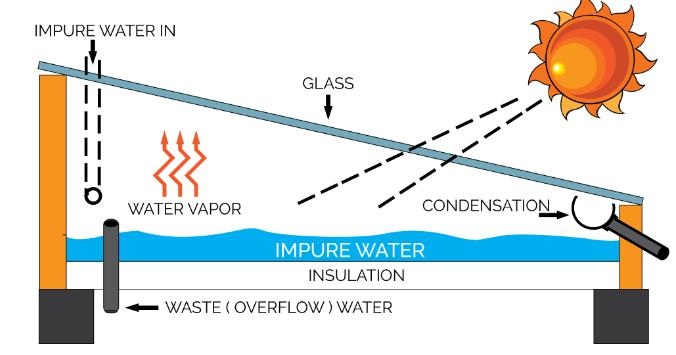 IMPURE WATER IN
GLASS
WATER VAPOR
CONDENSATION
IMPURE WATER
INSULATION
WASTE ( OVERFLOW ) WATER